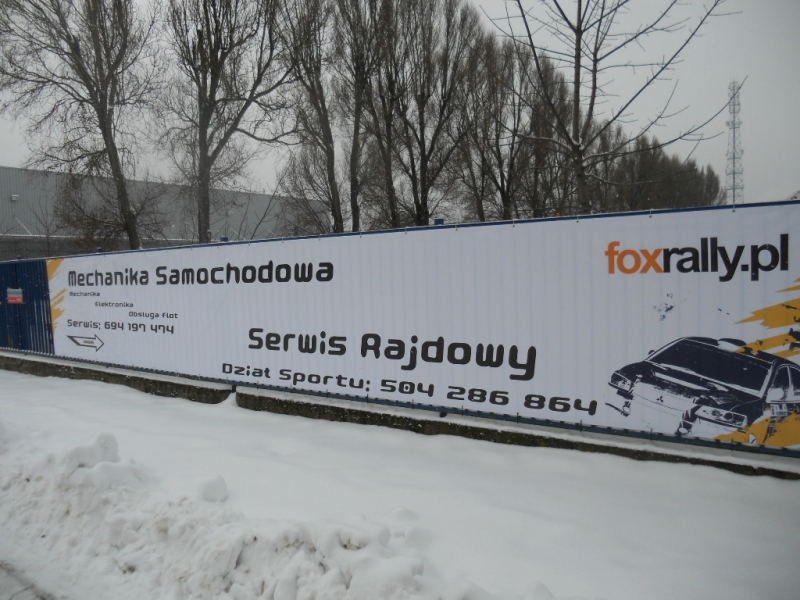 Mechanika Samochodowa
Mechanika
Elektronika
Obsługa flot
Serwis; 694 197 474
Serwis Rajdowy
Dział Sportu; 504 286 864
foxrally.pl